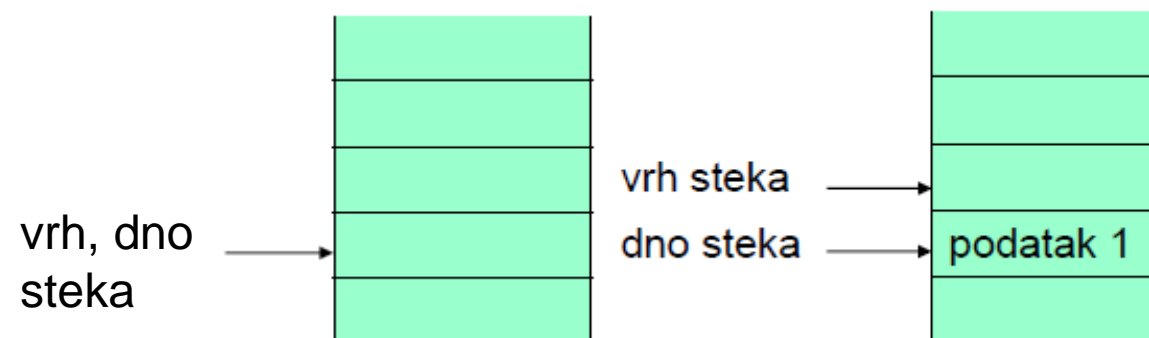 vrh, dno
steka
vrh steka
dno steka
podatak 1